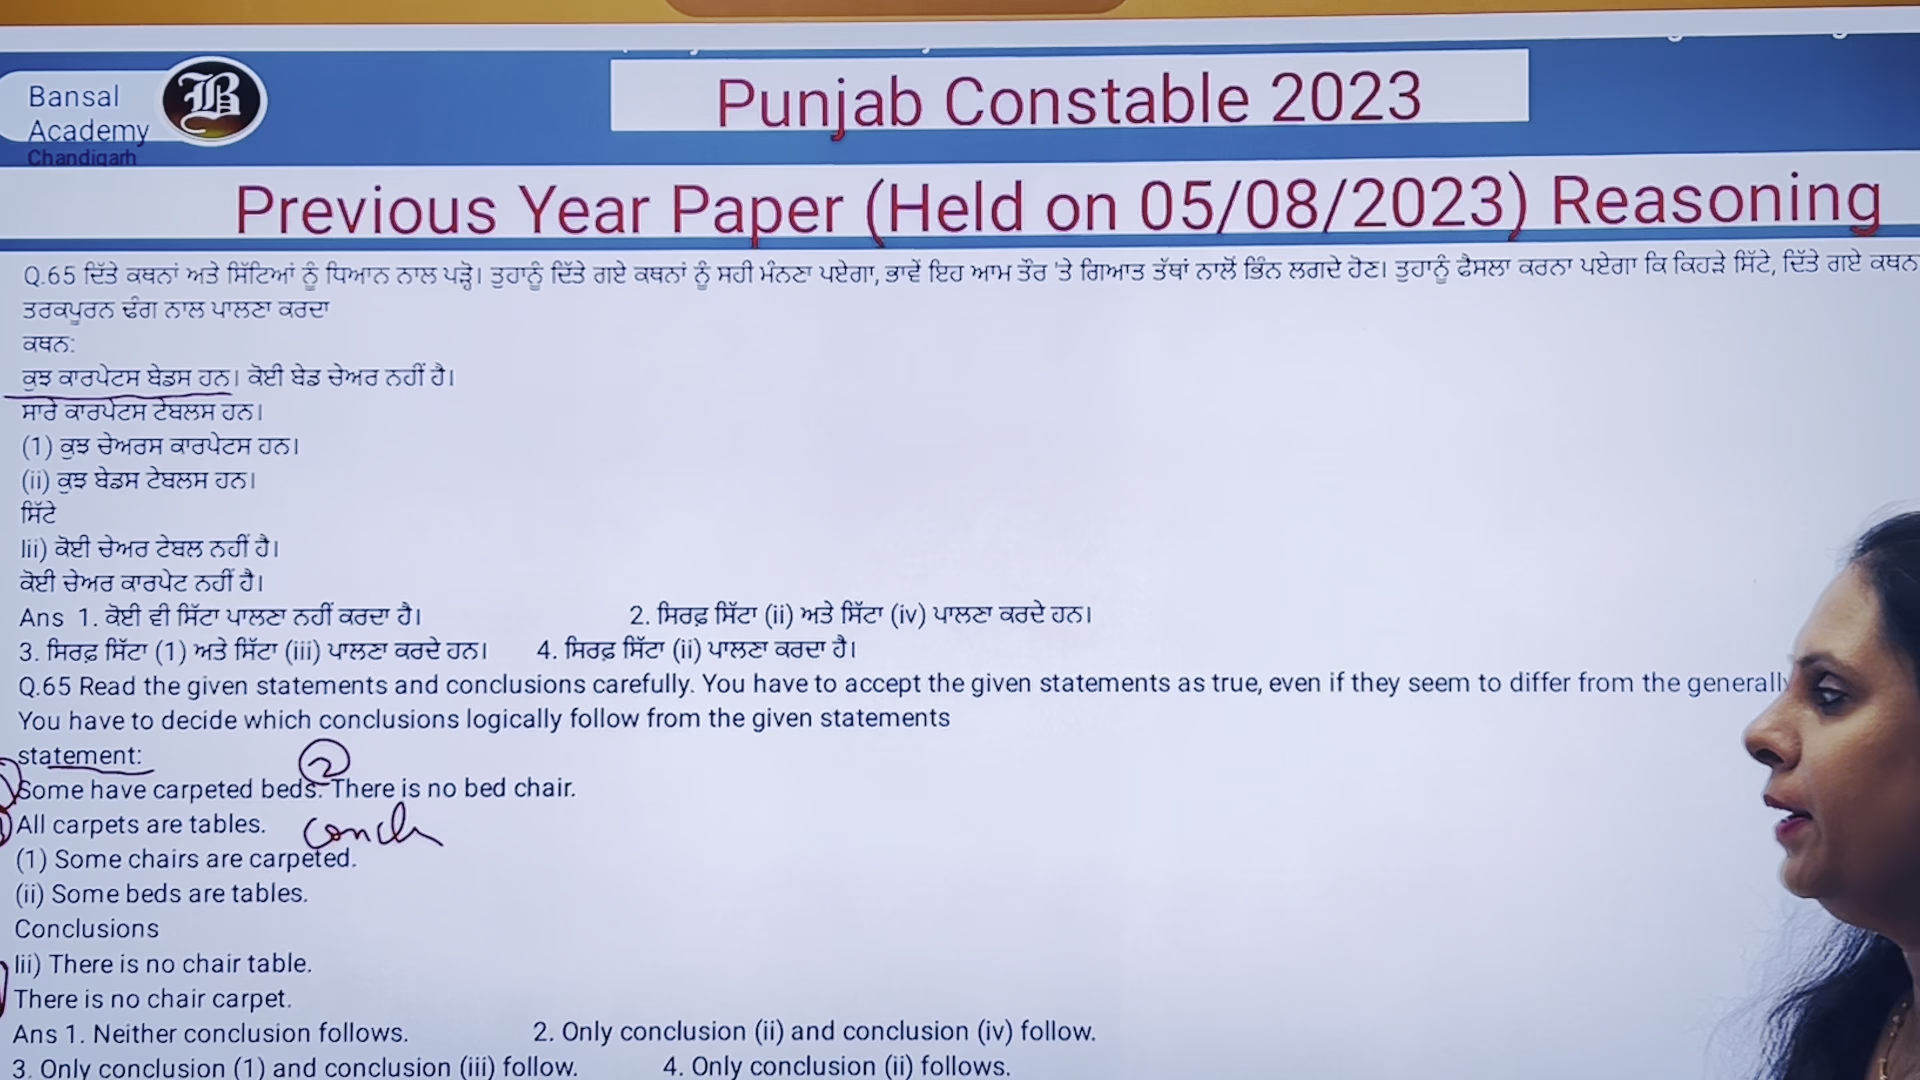 Bansal
Academy
Chandigarh
B
Punjab Constable 2023
Previous Year Paper (Held on 05/08/2023) Reasoning
Q.65 ਦਿੱਤੇ ਕਥਨਾਂ ਅਤੇ ਸਿੱਟਿਆਂ ਨੂੰ ਧਿਆਨ ਨਾਲ ਪੜ੍ਹੋ। ਤੁਹਾਨੂੰ ਦਿੱਤੇ ਗਏ ਕਥਨਾਂ ਨੂੰ ਸਹੀ ਮੰਨਣਾ ਪਏਗਾ, ਭਾਵੇਂ ਇਹ ਆਮ ਤੌਰ 'ਤੇ ਗਿਆਤ ਤੱਥਾਂ ਨਾਲੋਂ ਭਿੰਨ ਲਗਦੇ ਹੋਣ। ਤੁਹਾਨੂੰ ਫੈਸਲਾ ਕਰਨਾ ਪਏਗਾ ਕਿ ਕਿਹੜੇ ਸਿੱਟੇ, ਦਿੱਤੇ ਗਏ ਕਥਨ
ਤਰਕਪੂਰਨ ਢੰਗ ਨਾਲ ਪਾਲਣਾ ਕਰਦਾ
ਕਥਨ:
ਕੁਝ ਕਾਰਪੇਟਸ ਬੇਡਸ ਹਨ। ਕੋਈ ਬੇਡ ਚੇਅਰ ਨਹੀਂ ਹੈ।
ਸਾਰੇ ਕਾਰਪੇਟਸ ਟੇਬਲਸ ਹਨ।
(1) ਕੁਝ ਚੇਅਰਸ ਕਾਰਪੇਟਸ ਹਨ।
(ii) ਕੁਝ ਬੇਡਸ ਟੇਬਲਸ ਹਨ।
ਸਿੱਟੇ
Iii) ਕੋਈ ਚੇਅਰ ਟੇਬਲ ਨਹੀਂ ਹੈ।
ਕੋਈ ਚੇਅਰ ਕਾਰਪੇਟ ਨਹੀਂ ਹੈ।
Ans 1. ਕੋਈ ਵੀ ਸਿੱਟਾ ਪਾਲਣਾ ਨਹੀਂ ਕਰਦਾ ਹੈ। 2. ਸਿਰਫ਼ ਸਿੱਟਾ (ii) ਅਤੇ ਸਿੱਟਾ (iv) ਪਾਲਣਾ ਕਰਦੇ ਹਨ।
3. ਸਿਰਫ਼ ਸਿੱਟਾ (1) ਅਤੇ ਸਿੱਟਾ (iii) ਪਾਲਣਾ ਕਰਦੇ ਹਨ। 4. ਸਿਰਫ਼ ਸਿੱਟਾ (ii) ਪਾਲਣਾ ਕਰਦਾ ਹੈ।
Q.65 Read the given statements and conclusions carefully. You have to accept the given statements as true, even if they seem to differ from the generally
You have to decide which conclusions logically follow from the given statements
statement:
2
Some have carpeted beds. There is no bed chair.
All carpets are tables. conclu
(1) Some chairs are carpeted.
(ii) Some beds are tables.
Conclusions
Iii) There is no chair table.
There is no chair carpet.
Ans 1. Neither conclusion follows. 2. Only conclusion (ii) and conclusion (iv) follow.
3. Only conclusion (1) and conclusion (iii) follow. 4. Only conclusion (ii) follows.